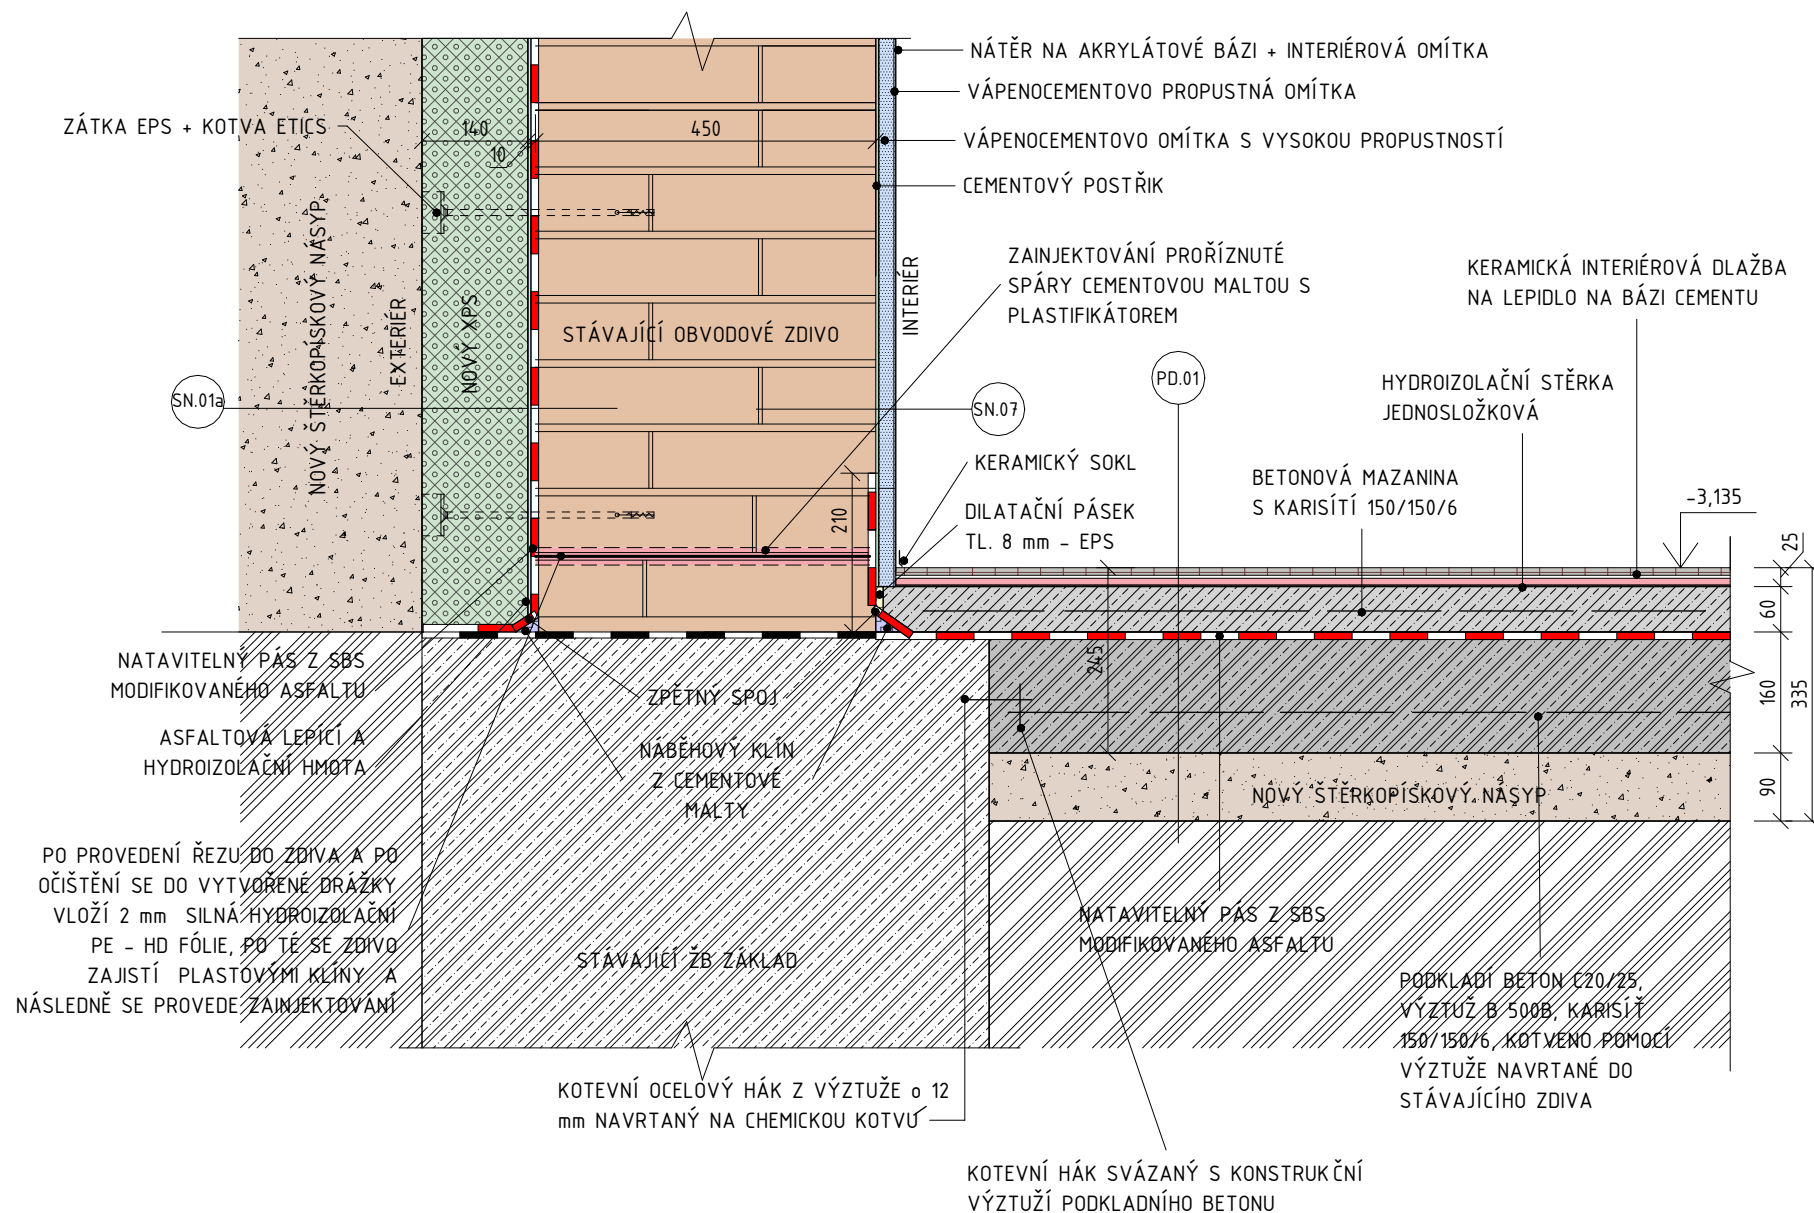 NÁTĚR NA AKRYLÁTOVÉ BÁZI + INTERIÉROVÁ OMÍTKA
VÁPENOCEMENTOVO PROPUSTNÁ OMÍTKA
ZÁTKA EPS + KOTVA ETICS
140
10
450
VÁPENOCEMENTOVO OMÍTKA S VYSOKOU PROPUSTNOSTÍ
CEMENTOVÝ POSTŘIK
NOVÝ ŠTĚRKOPÍSKOVÝ NÁSYP
EXTERIÉR
NOVÝ XPS
STÁVAJÍCÍ OBVODOVÉ ZDIVO
INTERIÉR
ZAINJEKTOVÁNÍ PROŘÍZNUTÉ
SPÁRY CEMENTOVOU MALTOU S
PLASTIFIKÁTOREM
KERAMICKÁ INTERIÉROVÁ DLAŽBA
NA LEPIDLO NA BÁZI CEMENTU
SN.01a
SN.07
PD.01
HYDROIZOLAČNÍ STĚRKA
JEDNOSLOŽKOVÁ
KERAMICKÝ SOKL
BETONOVÁ MAZANINA
S KARISÍTÍ 150/150/6
DILATAČNÍ PÁSEK
TL. 8 mm - EPS
210
-3,135
25
60
160
335
90
245
NATAVITELNÝ PÁS Z SBS
MODIFIKOVANÉHO ASFALTU
ZPĚTNÝ SPOJ
ASFALTOVÁ LEPÍCÍ A
HYDROIZOLAČNÍ HMOTA
NÁBĚHOVÝ KLÍN
Z CEMENTOVÉ
MALTY
NOVÝ ŠTĚRKOPÍSKOVÝ NÁSYP
PO PROVEDENÍ ŘEZU DO ZDIVA A PO
OČIŠTĚNÍ SE DO VYTVOŘENÉ DRÁŽKY
VLOŽÍ 2 mm SILNÁ HYDROIZOLAČNÍ
PE - HD FÓLIE, PO TÉ SE ZDIVO
ZAJISTÍ PLASTOVÝMI KLÍNY A
NÁSLEDNĚ SE PROVEDE ZAINJEKTOVÁNÍ
STÁVAJÍCÍ ŽB ZÁKLAD
NATAVITELNÝ PÁS Z SBS
MODIFIKOVANÉHO ASFALTU
PODKLADÍ BETON C20/25,
VÝZTUŽ B 500B, KARISÍŤ
150/150/6, KOTVENO POMOCÍ
VÝZTUŽE NAVRTANÉ DO
STÁVAJÍCÍHO ZDIVA
KOTEVNÍ OCELOVÝ HÁK Z VÝZTUŽE o 12
mm NAVRTANÝ NA CHEMICKOU KOTVU
KOTEVNÍ HÁK SVÁZANÝ S KONSTRUKČNÍ
VÝZTUŽÍ PODKLADNÍHO BETONU